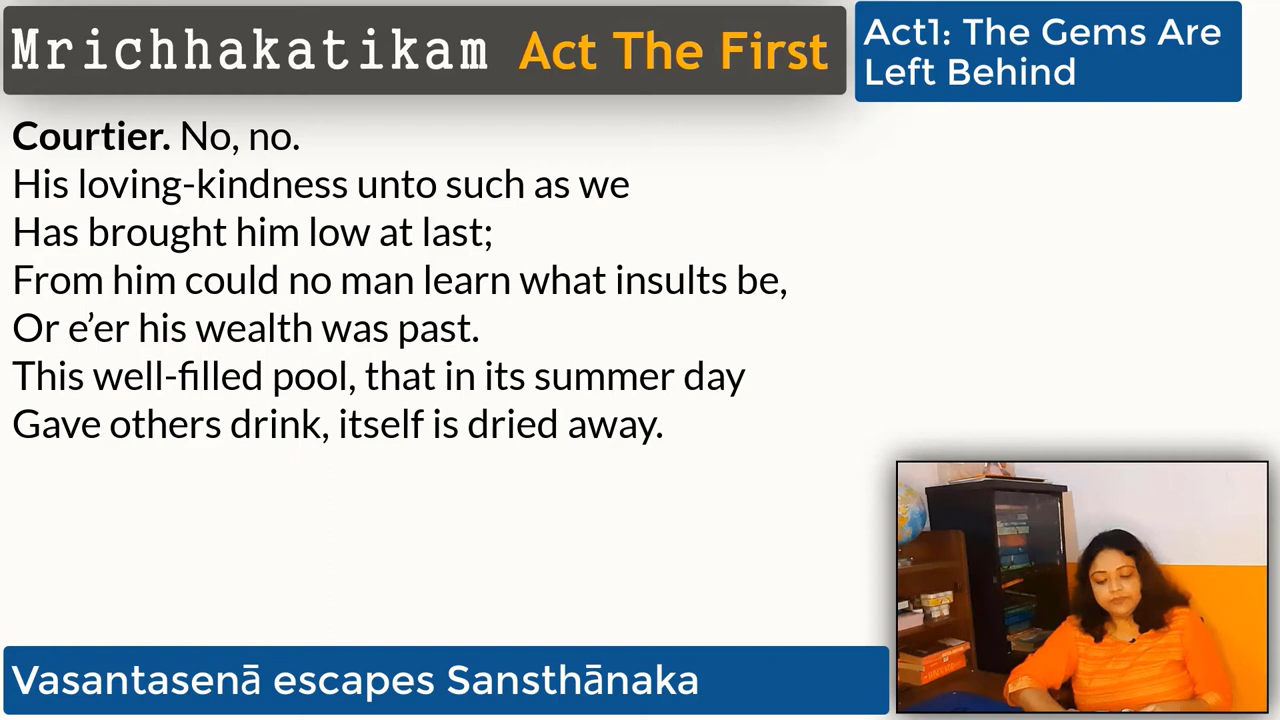 Mrichhakatikam Act The First
Act1: The Gems Are
Left Behind
Courtier. No, no.
His loving-kindness unto such as we
Has brought him low at last;
From him could no man learn what insults be,
Or e’er his wealth was past.
This well-filled pool, that in its summer day
Gave others drink, itself is dried away.
Vasantasenā escapes Sansthānaka